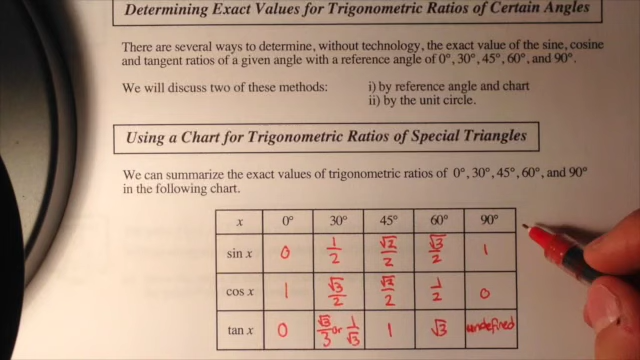 Determining Exact Values for Trigonometric Ratios of Certain Angles
There are several ways to determine, without technology, the exact value of the sine, cosine
and tangent ratios of a given angle with a reference angle of 0°, 30°, 45°, 60°, and 90°.
We will discuss two of these methods: i) by reference angle and chart
ii) by the unit circle.
Using a Chart for Trigonometric Ratios of Special Triangles
We can summarize the exact values of trigonometric ratios of 0°, 30°, 45°, 60°, and 90°
in the following chart.
x 0° 30° 45° 60° 90°
sin x 0 1/2 √2/2 √3/2 1
cos x 1 √3/2 √2/2 1/2 0
tan x 0 √3/3 or 1/√3 1 √3 undefined